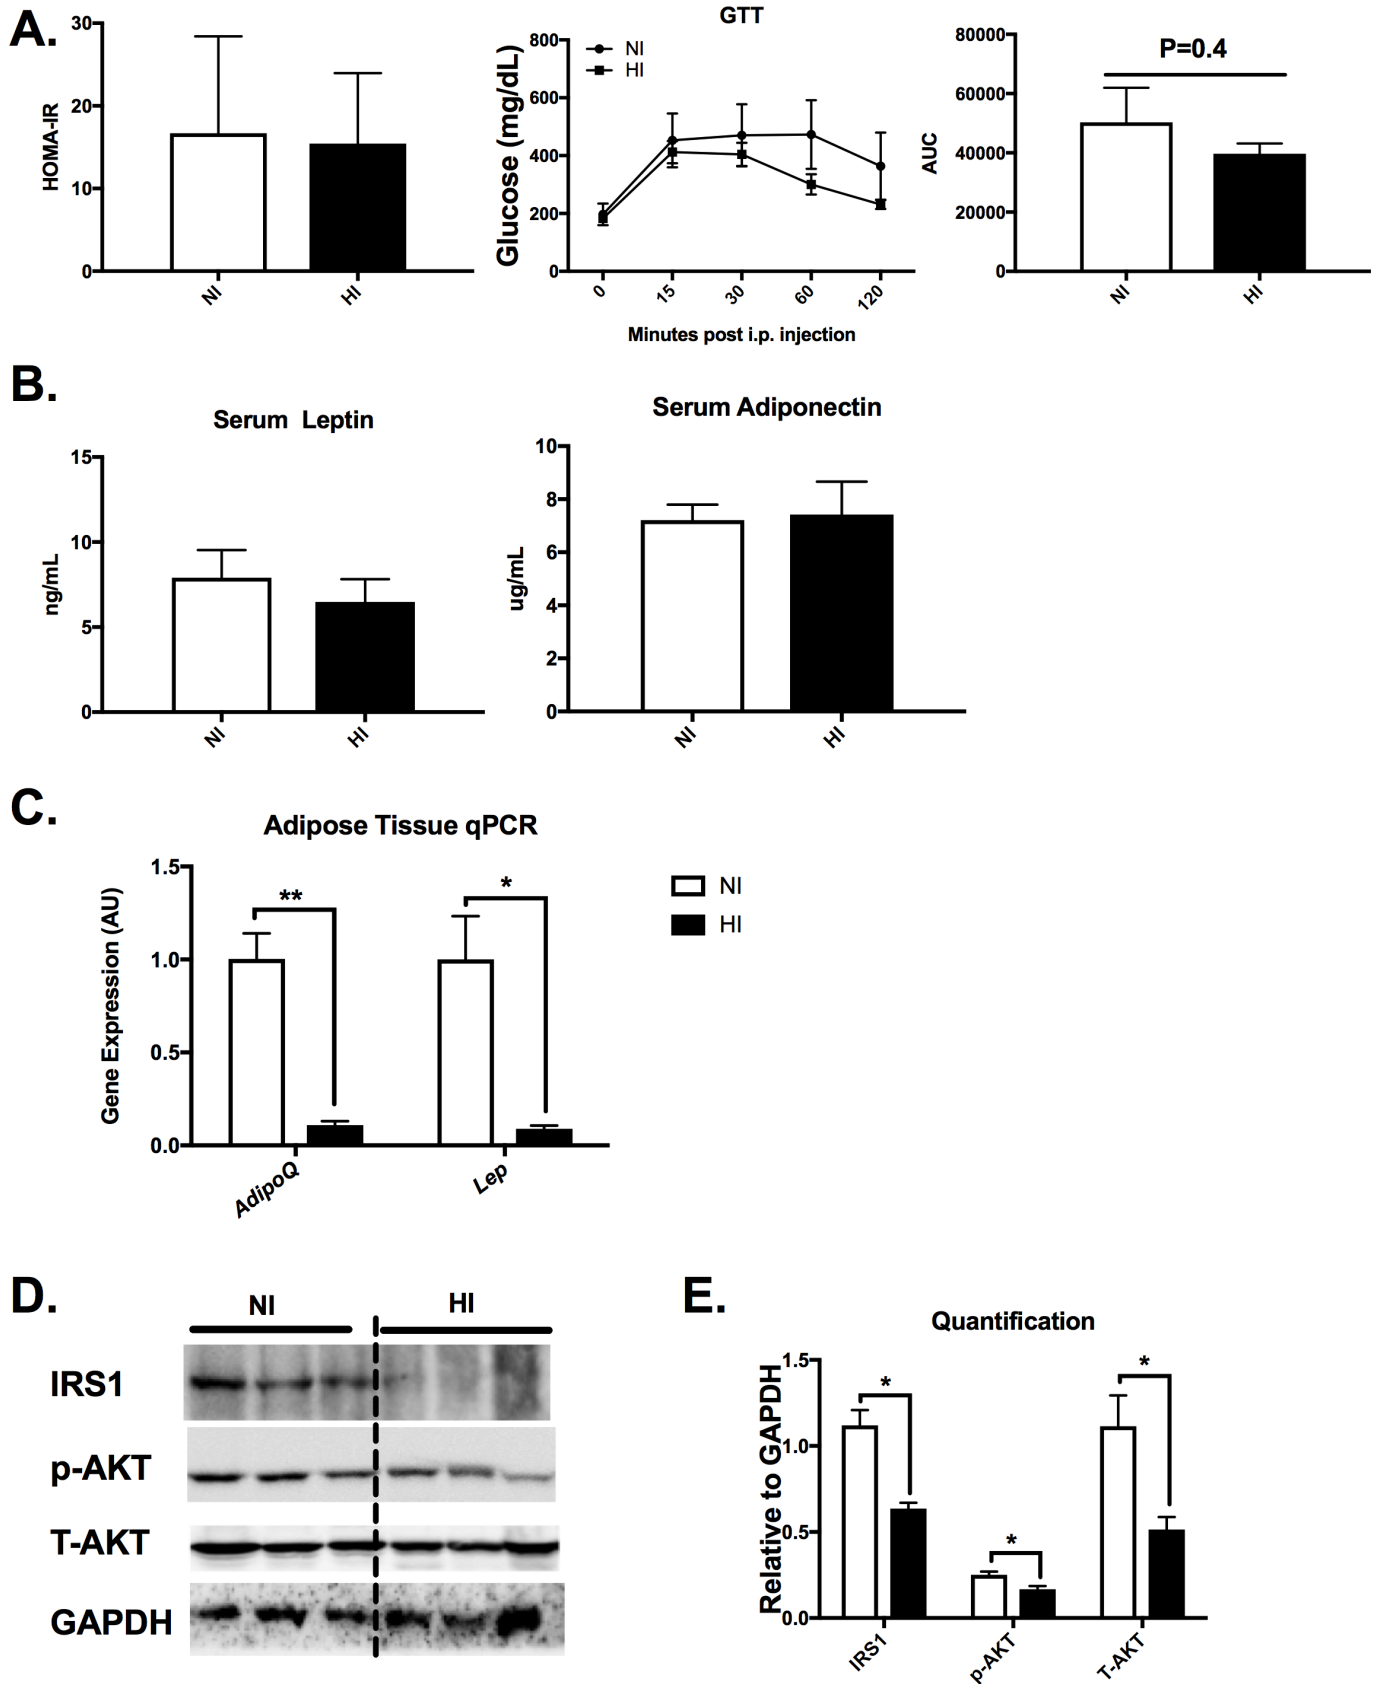 A.
30
20
10
0
HOMA-IR
NI
HI
GTT
800
600
400
200
0
Glucose (mg/dL)
NI
HI
0
15
30
60
120
Minutes post i.p. injection
80000
60000
40000
20000
0
AUC
P=0.4
NI
HI
B.
Serum Leptin
15
10
5
0
ng/mL
NI
HI
Serum Adiponectin
10
8
6
4
2
0
ug/mL
NI
HI
C.
Adipose Tissue qPCR
1.5
1.0
0.5
0.0
Gene Expression (AU)
**
*
AdipoQ
Lep
NI
HI
D.
NI
HI
IRS1
p-AKT
T-AKT
GAPDH
E.
Quantification
1.5
1.0
0.5
0.0
Relative to GAPDH
*
*
*
IRS1
p-AKT
T-AKT